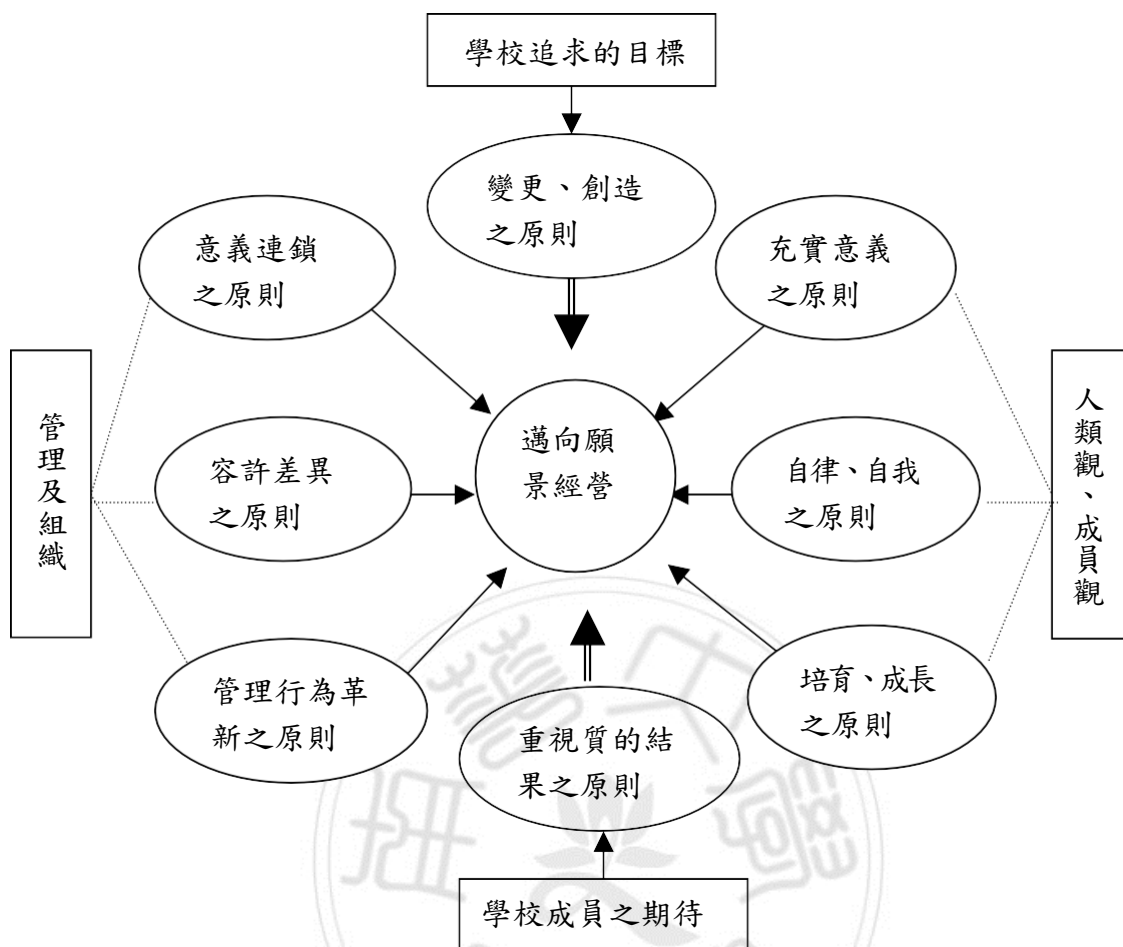 學校追求的目標
變更、創造
之原則
意義連鎖
之原則
充實意義
之原則
管理及組織
容許差異
之原則
邁向願
景經營
自律、自我
之原則
人類觀、成員觀
管理行為革
新之原則
重視質的結
果之原則
培育、成長
之原則
學校成員之期待